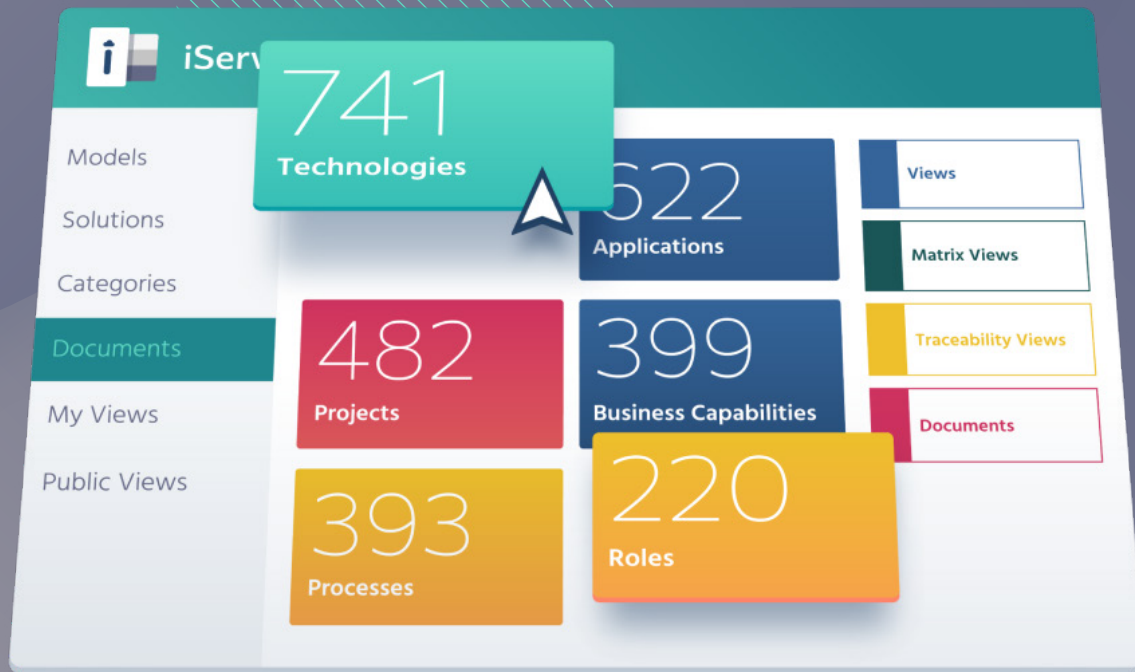 i
iServ
Models
Solutions
Categories
Documents
My Views
Public Views
741
Technologies
622
Applications
482
Projects
399
Business Capabilities
393
Processes
220
Roles
Views
Matrix Views
Traceability Views
Documents